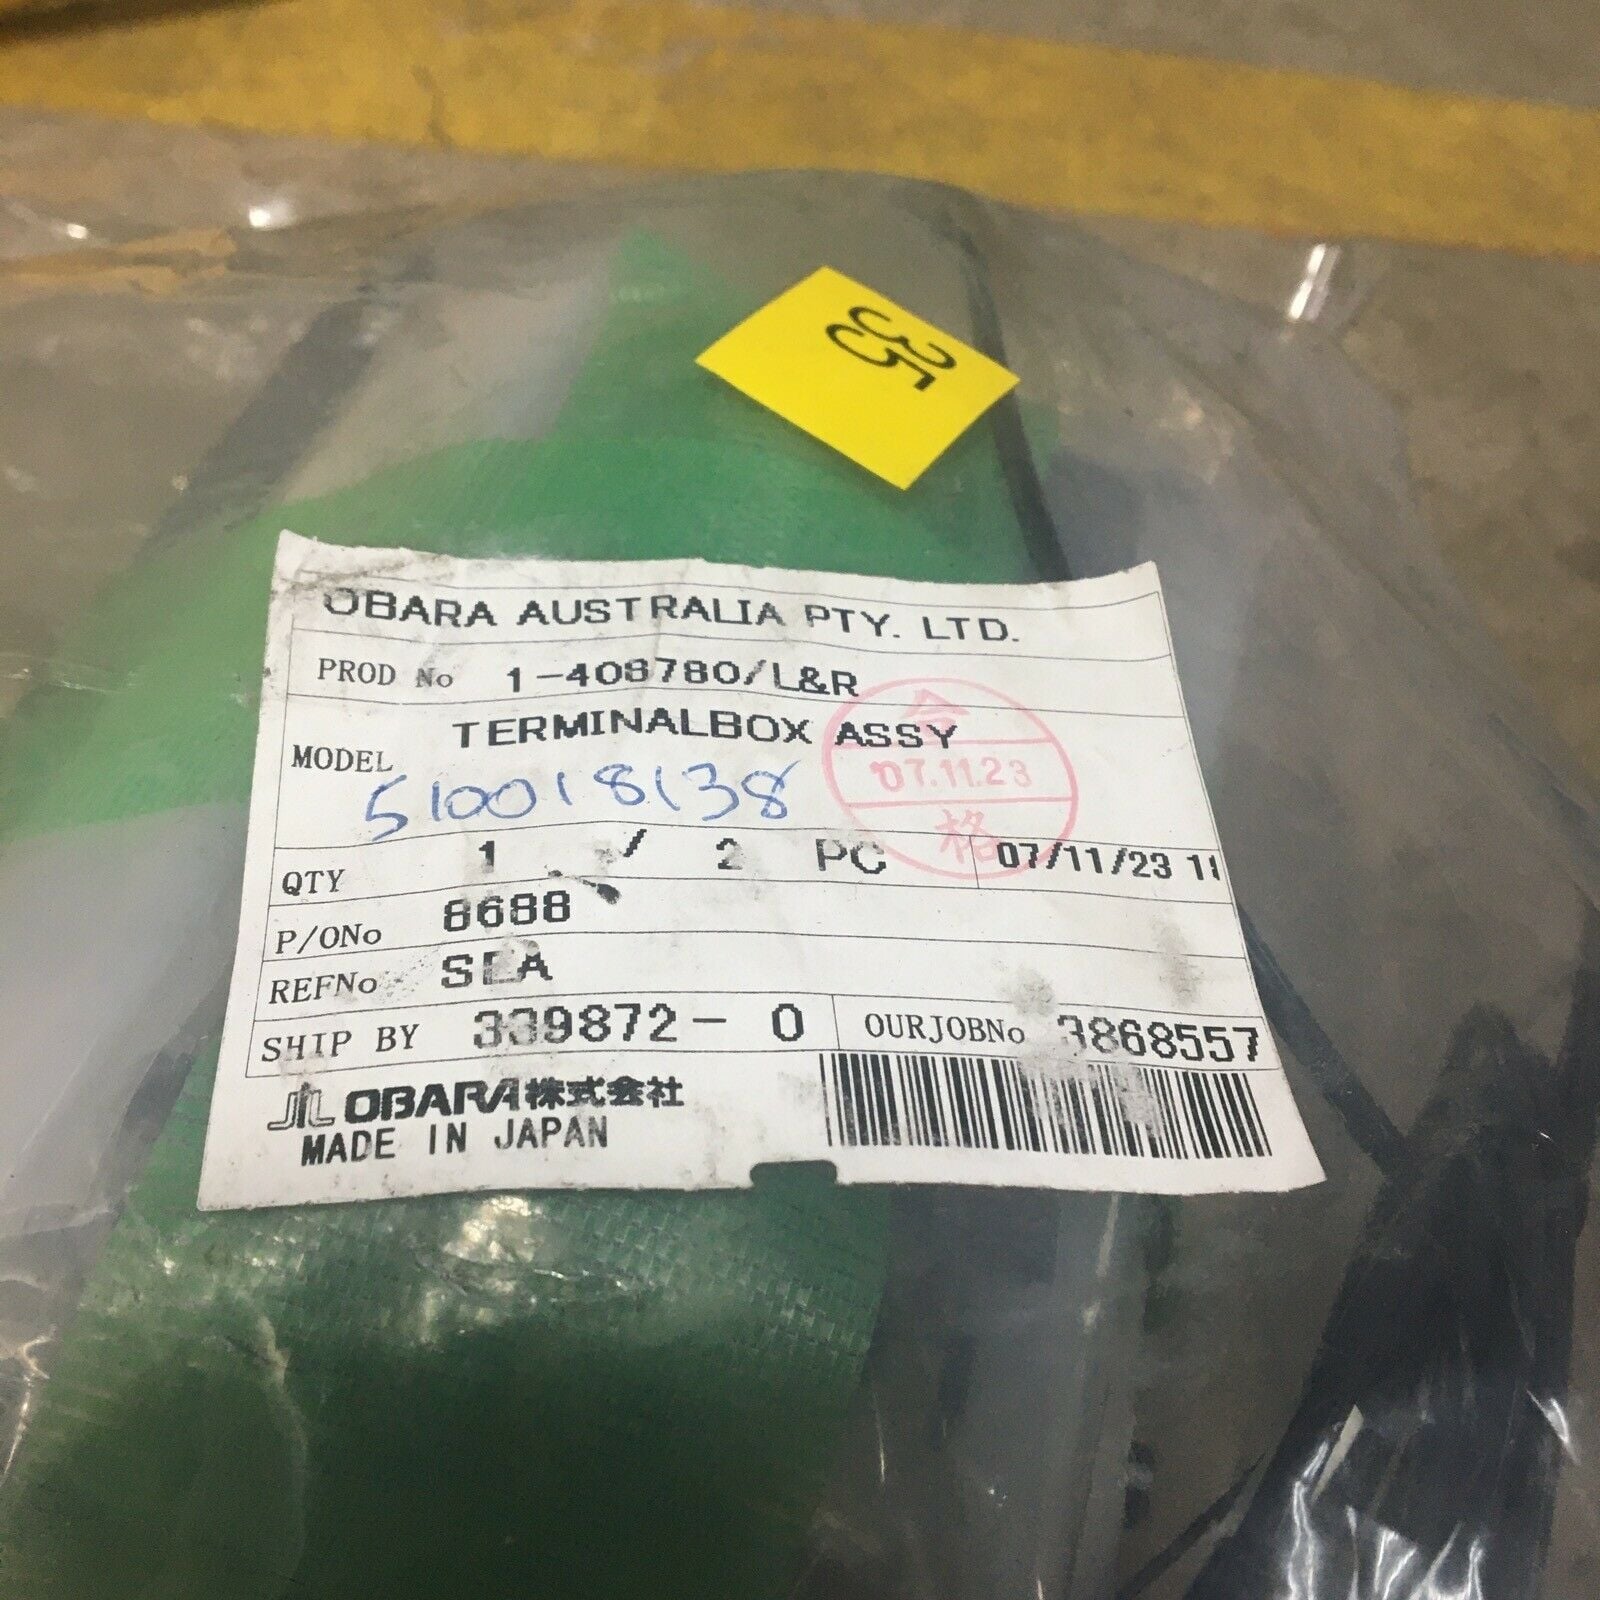 35
OBARA AUSTRALIA PTY. LTD.
PROD No 1-408780/L&R
MODEL TERMINALBOX ASSY
510018138
合
07.11.23
格
QTY 1 / 2 PC 07/11/23
P/ONo 8688
REFNo SEA
SHIP BY 339872- 0 OURJOBNo 3868557
OBARA株式会社
MADE IN JAPAN